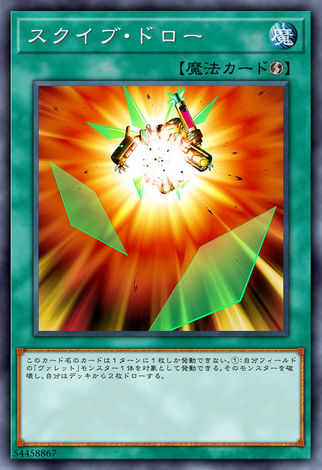 スクイブ・ドロー
魔
【魔法カード】
このカード名のカードは１ターンに１枚しか発動できない。①：自分フィールド
の「ヴァレット」モンスター１体を対象として発動できる。そのモンスターを破
壊し、自分はデッキから２枚ドローする。
54458867